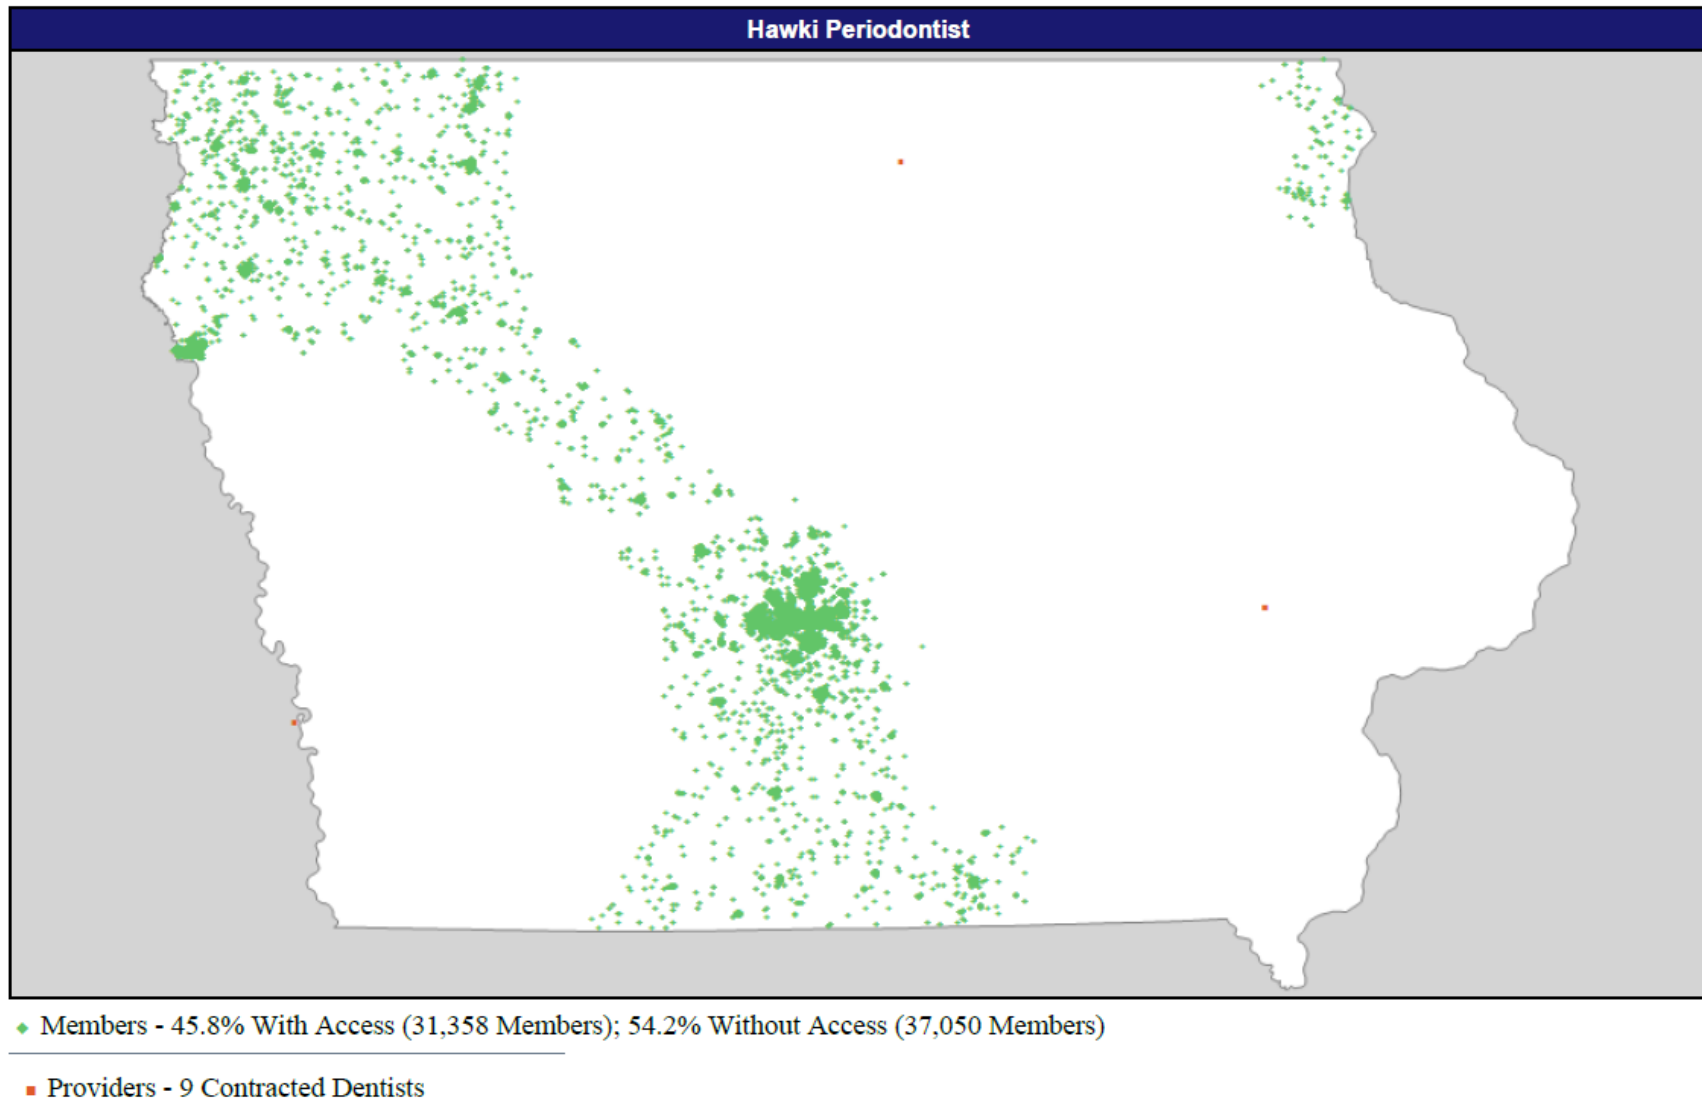 Hawki Periodontist
Members - 45.8% With Access (31,358 Members); 54.2% Without Access (37,050 Members)
Providers - 9 Contracted Dentists